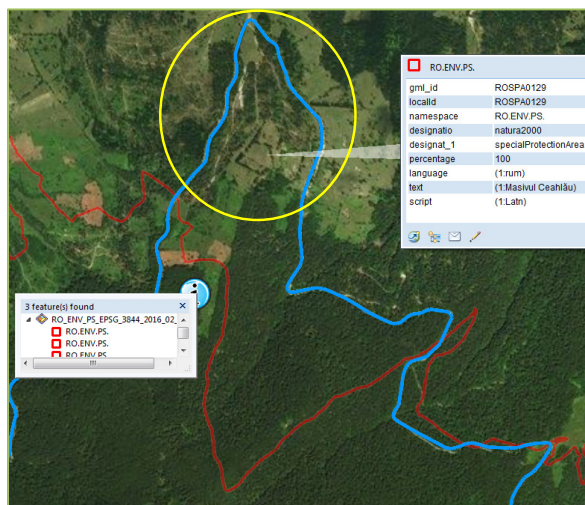 RO.ENV.PS.
gml_id ROSPA0129
localId ROSPA0129
namespace RO.ENV.PS.
designatio natura2000
designat_1 specialProtectionArea
percentage 100
language (1:rum)
text (1:Masivul Ceahlău)
script (1:Latn)
3 feature(s) found
RO_ENV_PS_EPSG_3844_2016_02_
RO.ENV.PS.
RO.ENV.PS.
RO.ENV.PS.